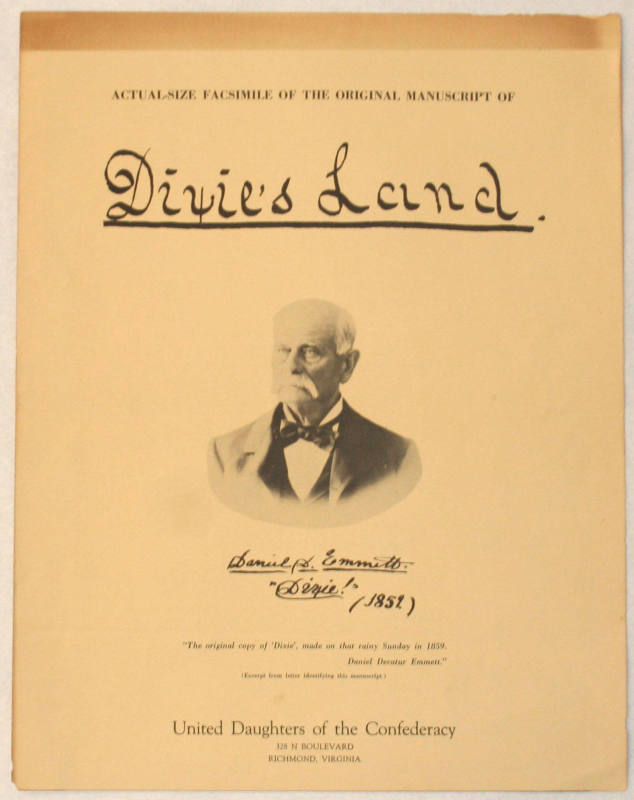 ACTUAL-SIZE FACSIMILE OF THE ORIGINAL MANUSCRIPT OF
Dixie's Land.
Daniel D. Emmett.
"Dixie!"
(1859)
"The original copy of 'Dixie', made on that rainy Sunday in 1859.
Daniel Decatur Emmett."
(Excerpt from letter identifying this manuscript.)
United Daughters of the Confederacy
328 N BOULEVARD
RICHMOND, VIRGINIA